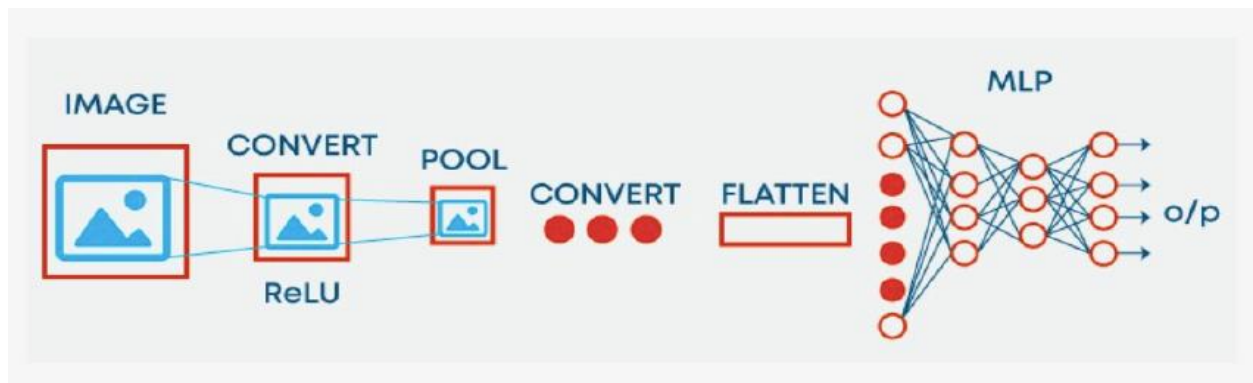 IMAGE
CONVERT
ReLU
POOL
CONVERT
FLATTEN
MLP
o/p